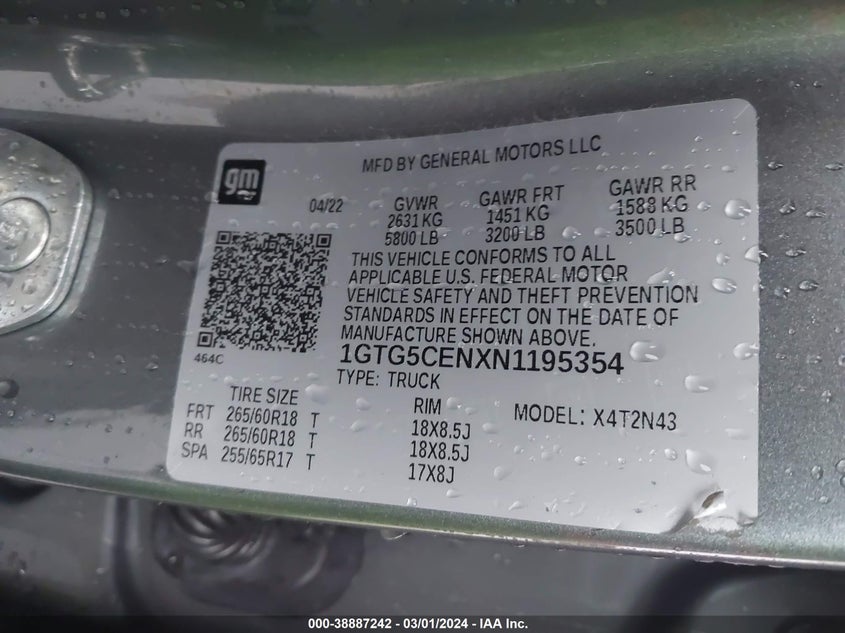 MFD BY GENERAL MOTORS LLC
gm
04/22 GVWR GAWR FRT GAWR RR
2631 KG 1451 KG 1588 KG
5800 LB 3200 LB 3500 LB
THIS VEHICLE CONFORMS TO ALL
APPLICABLE U.S. FEDERAL MOTOR
VEHICLE SAFETY AND THEFT PREVENTION
STANDARDS IN EFFECT ON THE DATE OF
MANUFACTURE SHOWN ABOVE.
464C
1GTG5CENXN1195354
TYPE: TRUCK
TIRE SIZE RIM MODEL: X4T2N43
FRT 265/60R18 T 18X8.5J
RR 265/60R18 T 18X8.5J
SPA 255/65R17 T 17X8J
000-38887242 - 03/01/2024 - IAA Inc.